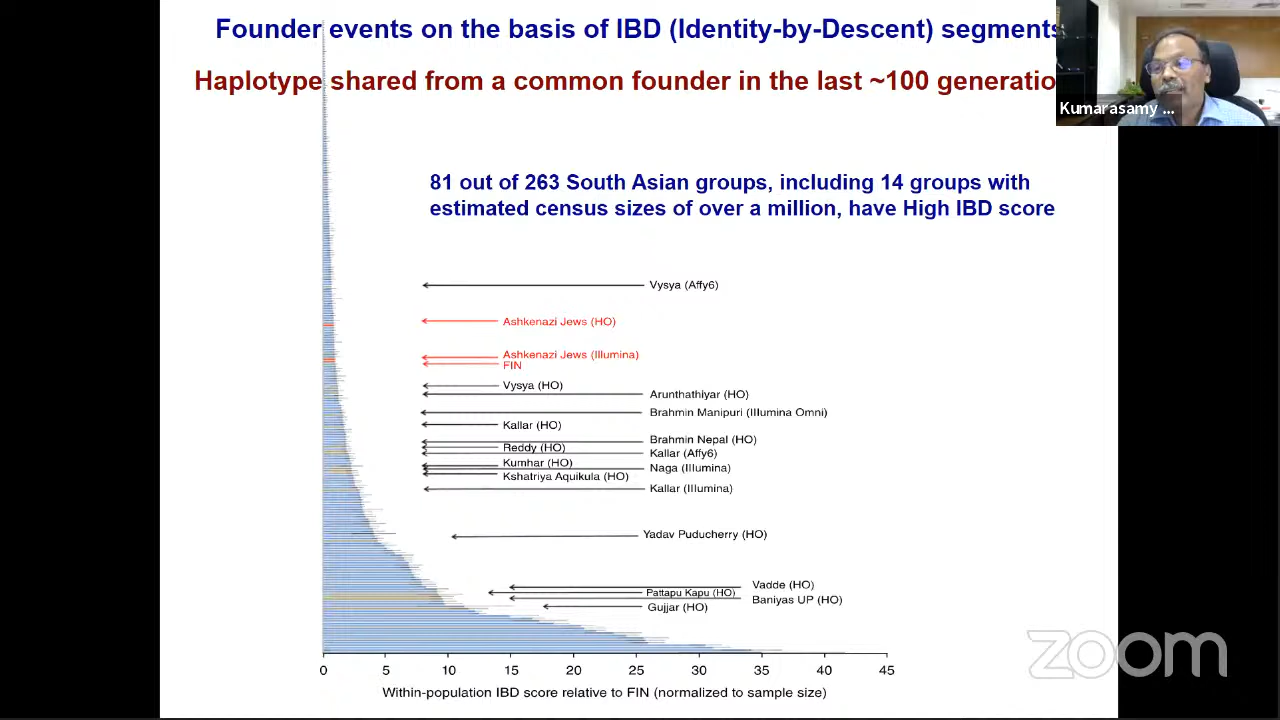 Founder events on the basis of IBD (Identity-by-Descent) segments
Haplotype shared from a common founder in the last ~100 generatio
Kumarasamy ...
81 out of 263 South Asian groups, including 14 groups with
estimated census sizes of over a million, have High IBD score
Vysya (Affy6)
Ashkenazi Jews (HO)
Ashkenazi Jews (Illumina)
FIN
Vysya (HO)
Arunthathiyar (HO)
Brahmin Manipuri (Illumina Omni)
Kallar (HO)
Brahmin Nepal (HO)
Reddy (HO)
Kallar (Affy6)
Kumhar (HO)
Naga (Illumina)
Kshatriya Aquikula (HO)
Kallar (Illumina)
Yadav Puducherry (HO)
Vadde (HO)
Pattapu Kapu (HO)
Baniyas UP (HO)
Gujjar (HO)
zoom
0 5 10 15 20 25 30 35 40 45
Within-population IBD score relative to FIN (normalized to sample size)